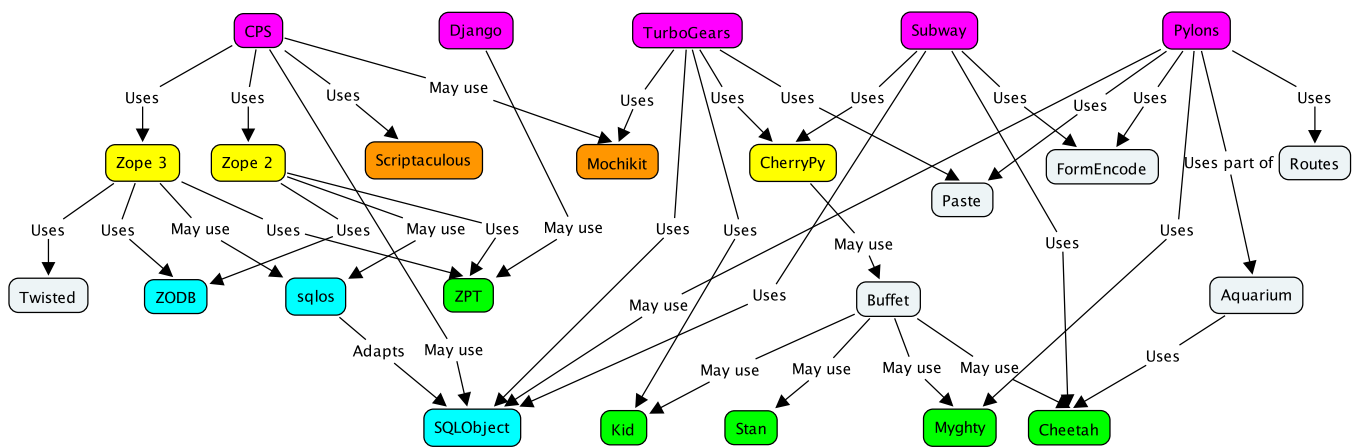 CPS
Django
TurboGears
Subway
Pylons
May use
Uses
Uses
Uses
Uses
Uses
Uses
Uses
Uses
Uses
Uses
Uses
Zope 3
Zope 2
Scriptaculous
Mochikit
CherryPy
FormEncode
Uses part of
Routes
Paste
Uses
Uses
May use
Uses
Uses
May use
Uses
May use
Uses
Uses
Uses
May use
Uses
Twisted
ZODB
sqlos
ZPT
May use
Uses
Buffet
Aquarium
Adapts
May use
May use
May use
May use
May use
Uses
SQLObject
Kid
Stan
Myghty
Cheetah